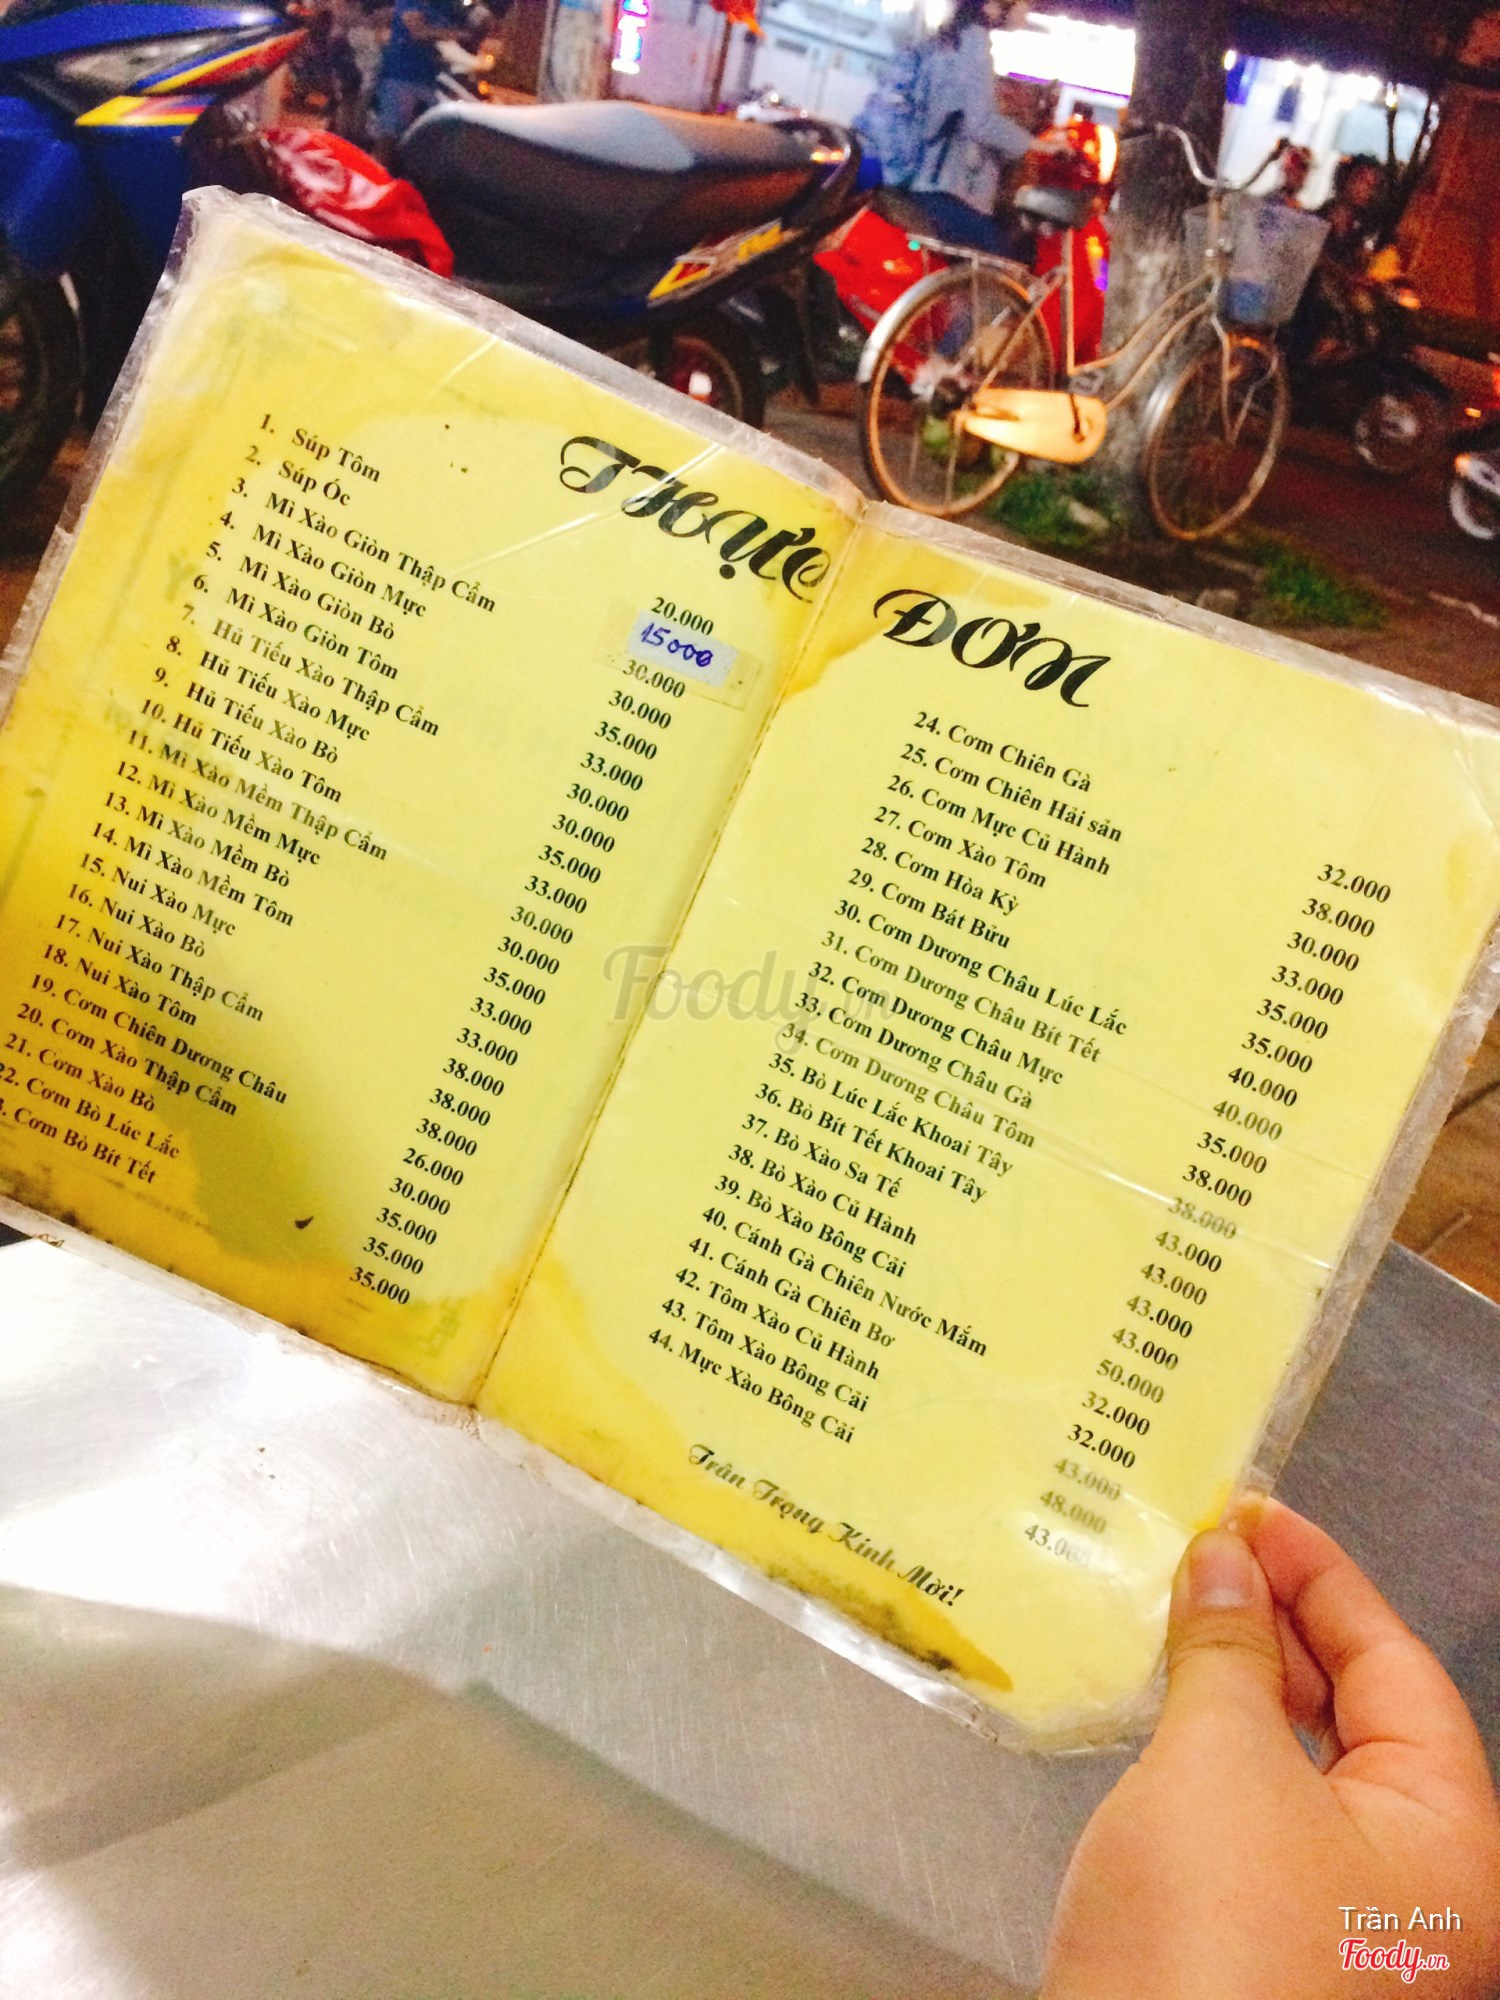 THỰC ĐƠN
1. Súp Tôm 20.000
2. Súp Óc 15000
3. Mì Xào Giòn Thập Cẩm 30.000
4. Mì Xào Giòn Mực 30.000
5. Mì Xào Giòn Bò 35.000
6. Mì Xào Giòn Tôm 33.000
7. Hủ Tiếu Xào Thập Cẩm 30.000
8. Hủ Tiếu Xào Mực 30.000
9. Hủ Tiếu Xào Bò 35.000
10. Hủ Tiếu Xào Tôm 33.000
11. Mì Xào Mềm Thập Cẩm 30.000
12. Mì Xào Mềm Mực 30.000
13. Mì Xào Mềm Bò 35.000
14. Mì Xào Mềm Tôm 33.000
15. Nui Xào Mực 33.000
16. Nui Xào Bò 38.000
17. Nui Xào Thập Cẩm 38.000
18. Nui Xào Tôm 38.000
19. Cơm Chiên Dương Châu 26.000
20. Cơm Xào Thập Cẩm 30.000
21. Cơm Xào Bò 35.000
22. Cơm Bò Lúc Lắc 35.000
3. Cơm Bò Bít Tết 35.000
24. Cơm Chiên Gà 32.000
25. Cơm Chiên Hải sản 38.000
26. Cơm Mực Củ Hành 30.000
27. Cơm Xào Tôm 33.000
28. Cơm Hòa Kỳ 35.000
29. Cơm Bát Bửu 35.000
30. Cơm Dương Châu Lúc Lắc 40.000
31. Cơm Dương Châu Bít Tết 40.000
32. Cơm Dương Châu Mực 35.000
33. Cơm Dương Châu Gà 38.000
34. Cơm Dương Châu Tôm 38.000
35. Bò Lúc Lắc Khoai Tây 43.000
36. Bò Bít Tết Khoai Tây 43.000
37. Bò Xào Sa Tế 43.000
38. Bò Xào Củ Hành 43.000
39. Bò Xào Bông Cải 50.000
40. Cánh Gà Chiên Nước Mắm 32.000
41. Cánh Gà Chiên Bơ 32.000
42. Tôm Xào Củ Hành 43.000
43. Tôm Xào Bông Cải 48.000
44. Mực Xào Bông Cải 43.000
Trân Trọng Kính Mời!
Foody.vn
Trần Anh
Foody.vn